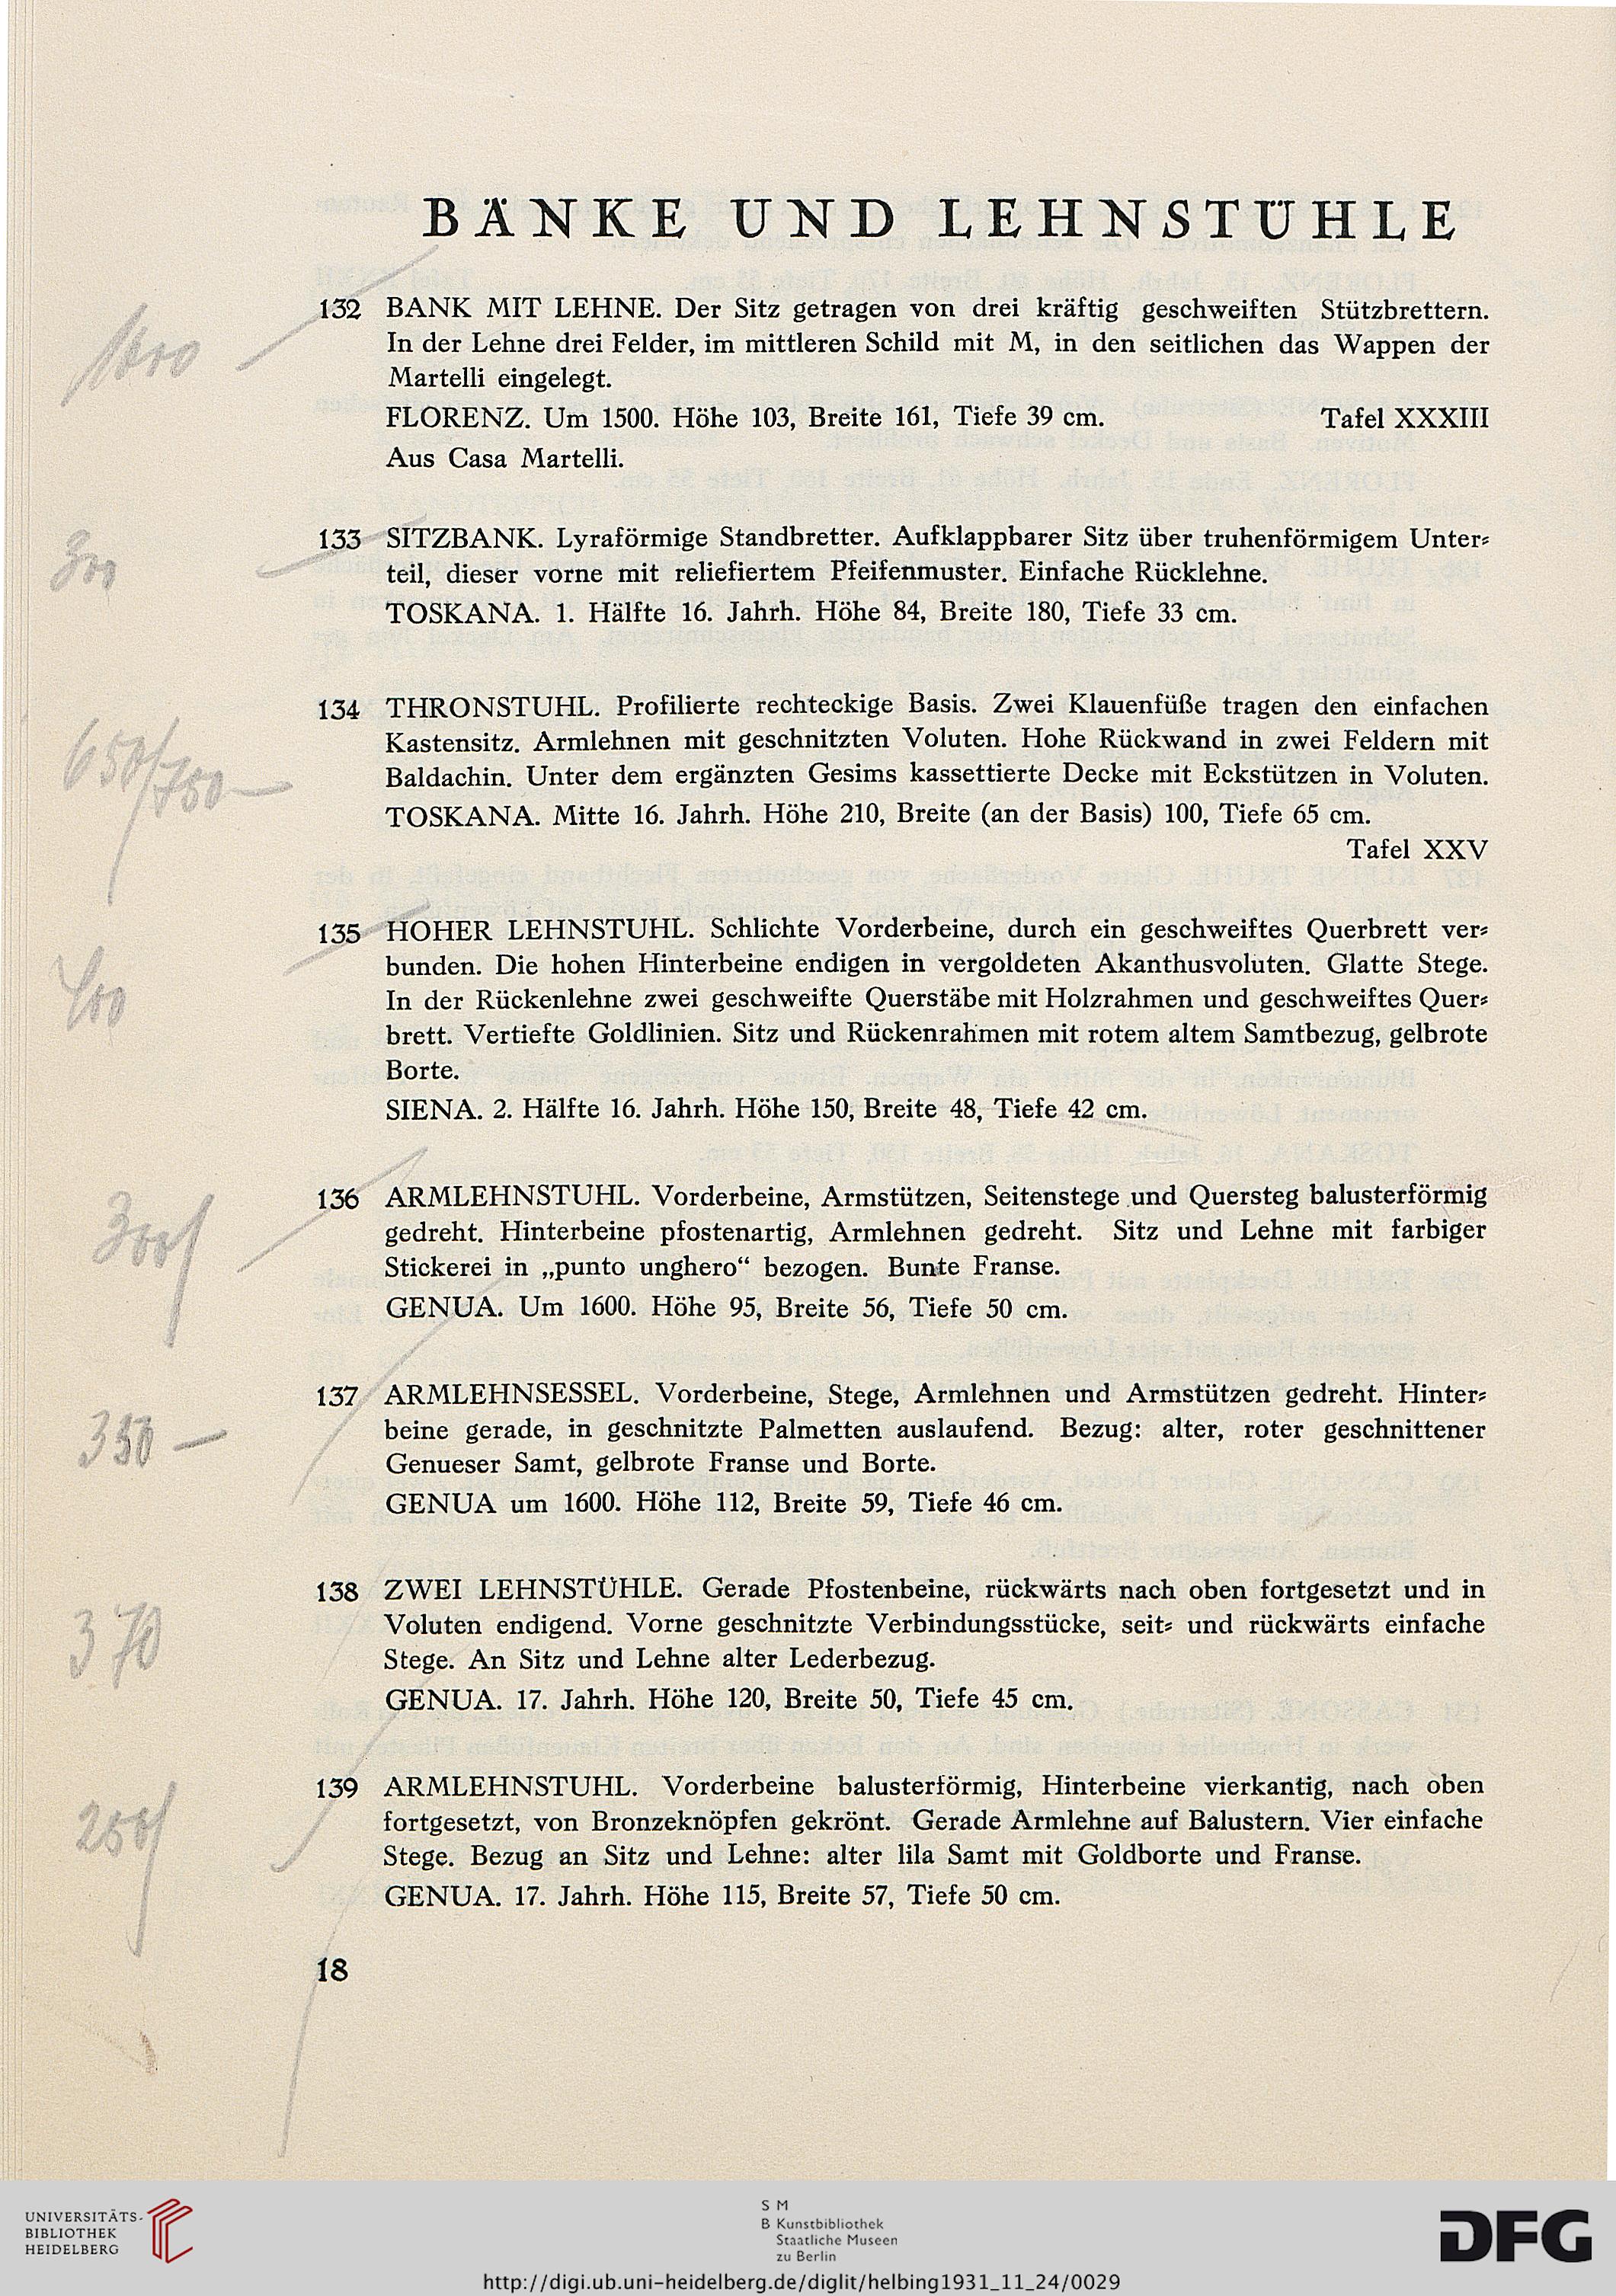 BÄNKE UND LEHNSTÜHLE
132 BANK MIT LEHNE. Der Sitz getragen von drei kräftig geschweiften Stützbrettern.
In der Lehne drei Felder, im mittleren Schild mit M, in den seitlichen das Wappen der
Martelli eingelegt.
FLORENZ. Um 1500. Höhe 103, Breite 161, Tiefe 39 cm. Tafel XXXIII
Aus Casa Martelli.
300
133 SITZBANK. Lyraförmige Standbretter. Aufklappbarer Sitz über truhenförmigem Unter⸗
teil, dieser vorne mit reliefiertem Pfeifenmuster. Einfache Rücklehne.
TOSKANA. 1. Hälfte 16. Jahrh. Höhe 84, Breite 180, Tiefe 33 cm.
650/700—
134 THRONSTUHL. Profilierte rechteckige Basis. Zwei Klauenfüße tragen den einfachen
Kastensitz. Armlehnen mit geschnitzten Voluten. Hohe Rückwand in zwei Feldern mit
Baldachin. Unter dem ergänzten Gesims kassettierte Decke mit Eckstützen in Voluten.
TOSKANA. Mitte 16. Jahrh. Höhe 210, Breite (an der Basis) 100, Tiefe 65 cm.
Tafel XXV
400
135 HOHER LEHNSTUHL. Schlichte Vorderbeine, durch ein geschweiftes Querbrett ver⸗
bunden. Die hohen Hinterbeine endigen in vergoldeten Akanthusvoluten. Glatte Stege.
In der Rückenlehne zwei geschweifte Querstäbe mit Holzrahmen und geschweiftes Quer⸗
brett. Vertiefte Goldlinien. Sitz und Rückenrahmen mit rotem altem Samtbezug, gelbrote
Borte.
SIENA. 2. Hälfte 16. Jahrh. Höhe 150, Breite 48, Tiefe 42 cm.
300
136 ARMLEHNSTUHL. Vorderbeine, Armstützen, Seitenstege und Quersteg balusterförmig
gedreht. Hinterbeine pfostenartig, Armlehnen gedreht. Sitz und Lehne mit farbiger
Stickerei in „punto unghero“ bezogen. Bunte Franse.
GENUA. Um 1600. Höhe 95, Breite 56, Tiefe 50 cm.
350 —
137 ARMLEHNSESSEL. Vorderbeine, Stege, Armlehnen und Armstützen gedreht. Hinter⸗
beine gerade, in geschnitzte Palmetten auslaufend. Bezug: alter, roter geschnittener
Genueser Samt, gelbrote Franse und Borte.
GENUA um 1600. Höhe 112, Breite 59, Tiefe 46 cm.
370
138 ZWEI LEHNSTÜHLE. Gerade Pfostenbeine, rückwärts nach oben fortgesetzt und in
Voluten endigend. Vorne geschnitzte Verbindungsstücke, seit⸗ und rückwärts einfache
Stege. An Sitz und Lehne alter Lederbezug.
GENUA. 17. Jahrh. Höhe 120, Breite 50, Tiefe 45 cm.
250
139 ARMLEHNSTUHL. Vorderbeine balusterförmig, Hinterbeine vierkantig, nach oben
fortgesetzt, von Bronzeknöpfen gekrönt. Gerade Armlehne auf Balustern. Vier einfache
Stege. Bezug an Sitz und Lehne: alter lila Samt mit Goldborte und Franse.
GENUA. 17. Jahrh. Höhe 115, Breite 57, Tiefe 50 cm.
18
UNIVERSITÄTS-
BIBLIOTHEK
HEIDELBERG
S M
B Kunstbibliothek
Staatliche Museen
zu Berlin
DFG
http://digi.ub.uni-heidelberg.de/diglit/helbing1931_11_24/0029